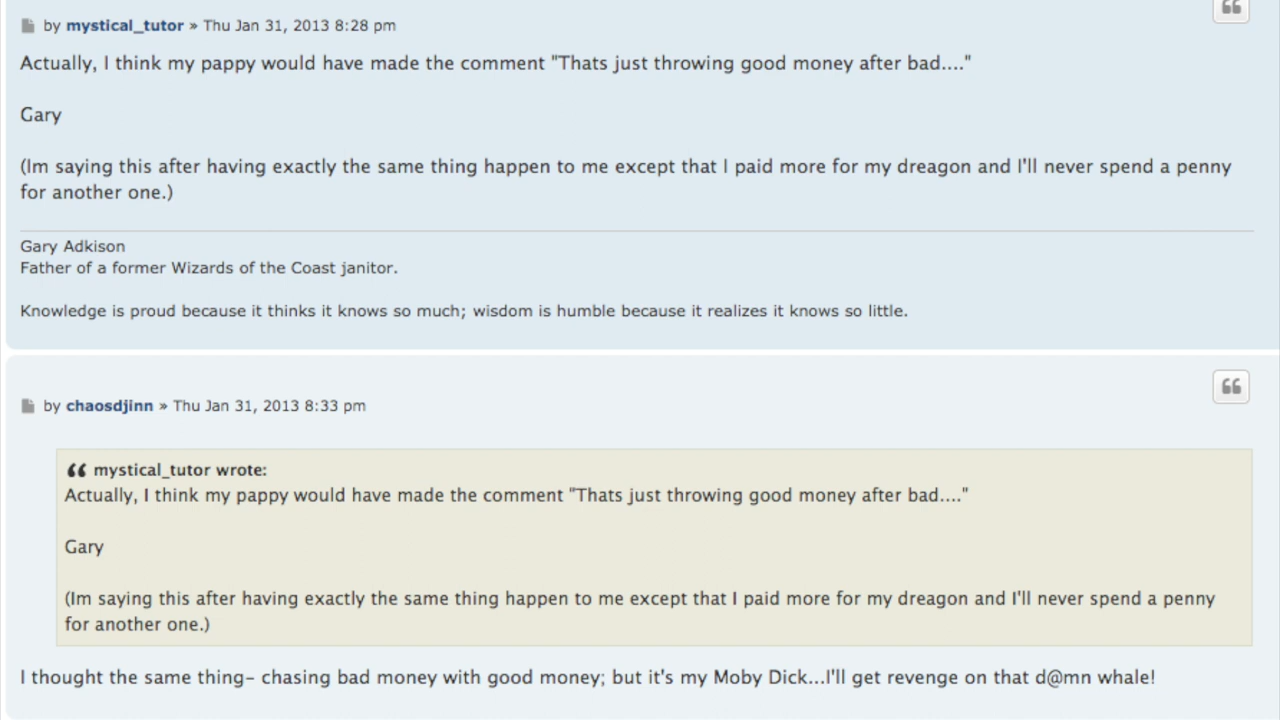 by mystical_tutor » Thu Jan 31, 2013 8:28 pm
Actually, I think my pappy would have made the comment "Thats just throwing good money after bad...."
Gary
(Im saying this after having exactly the same thing happen to me except that I paid more for my dreagon and I'll never spend a penny
for another one.)
Gary Adkison
Father of a former Wizards of the Coast janitor.
Knowledge is proud because it thinks it knows so much; wisdom is humble because it realizes it knows so little.
by chaosdjinn » Thu Jan 31, 2013 8:33 pm
mystical_tutor wrote:
Actually, I think my pappy would have made the comment "Thats just throwing good money after bad...."
Gary
(Im saying this after having exactly the same thing happen to me except that I paid more for my dreagon and I'll never spend a penny
for another one.)
I thought the same thing- chasing bad money with good money; but it's my Moby Dick...I'll get revenge on that d@mn whale!